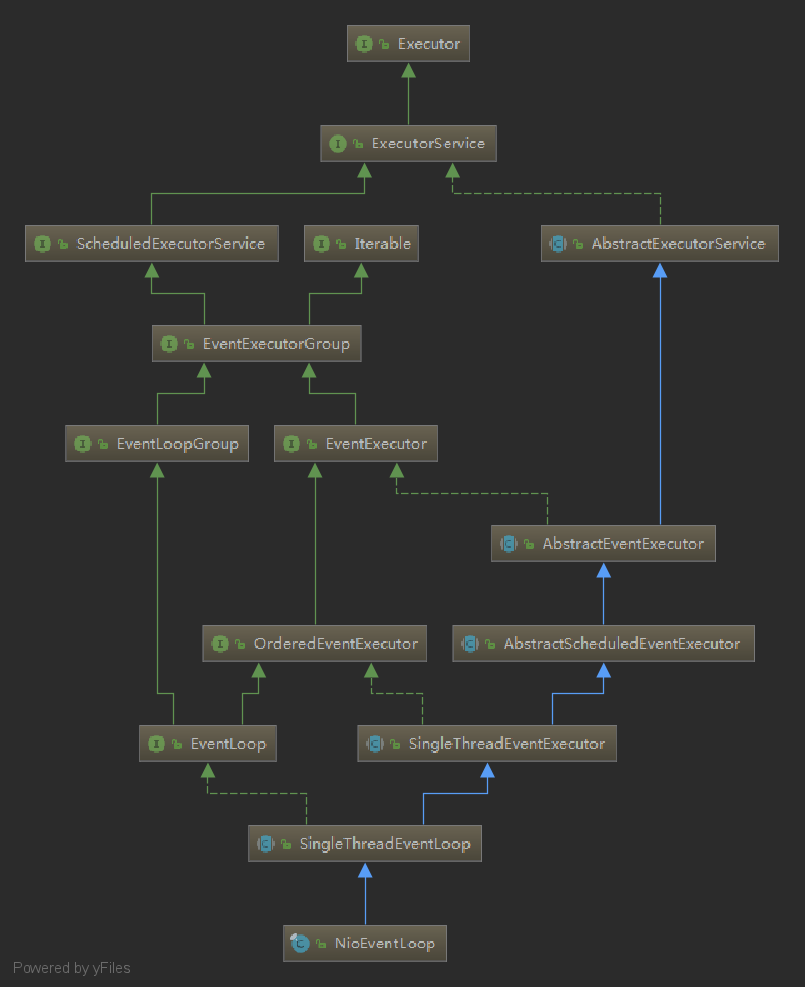 Executor
ExecutorService
ScheduledExecutorService
Iterable
AbstractExecutorService
EventExecutorGroup
EventLoopGroup
EventExecutor
AbstractEventExecutor
OrderedEventExecutor
AbstractScheduledEventExecutor
EventLoop
SingleThreadEventExecutor
SingleThreadEventLoop
NioEventLoop
Powered by yFiles